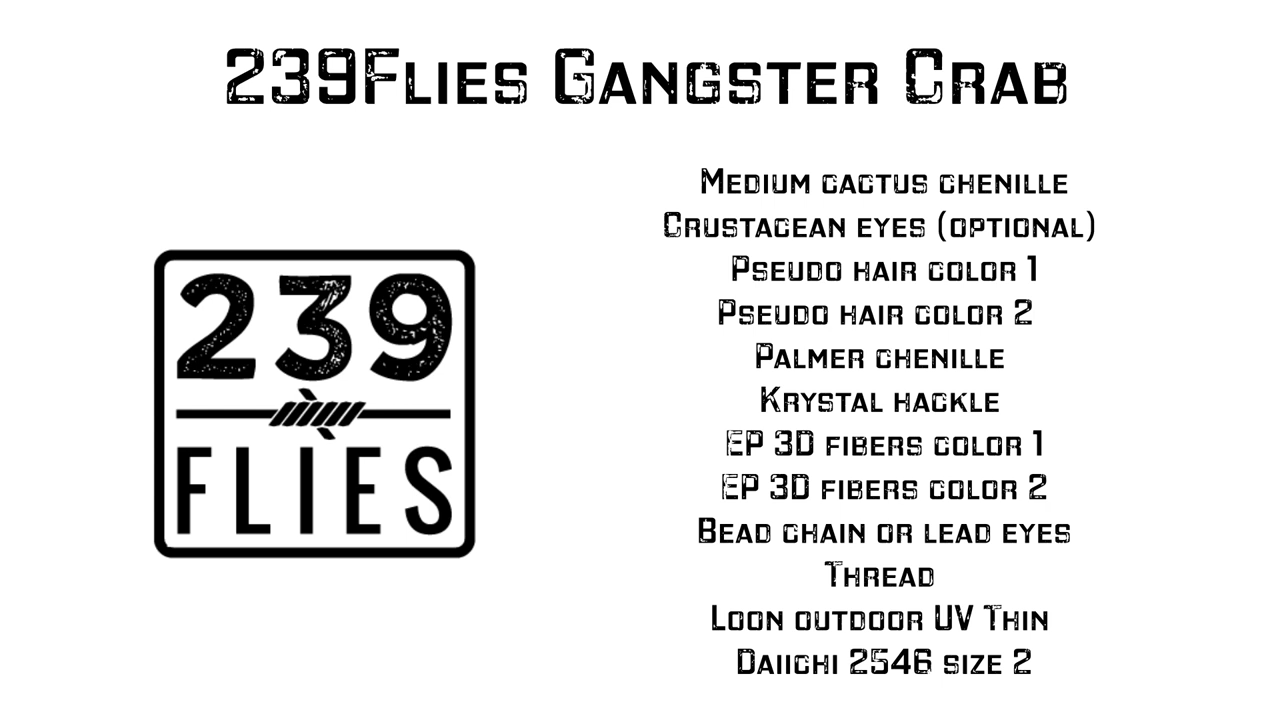 239Flies Gangster Crab
239
FLIES
Medium cactus chenille
Crustacean eyes (optional)
Pseudo hair color 1
Pseudo hair color 2
Palmer chenille
Krystal hackle
EP 3D fibers color 1
EP 3D fibers color 2
Bead chain or lead eyes
Thread
Loon outdoor UV Thin
Daiichi 2546 size 2